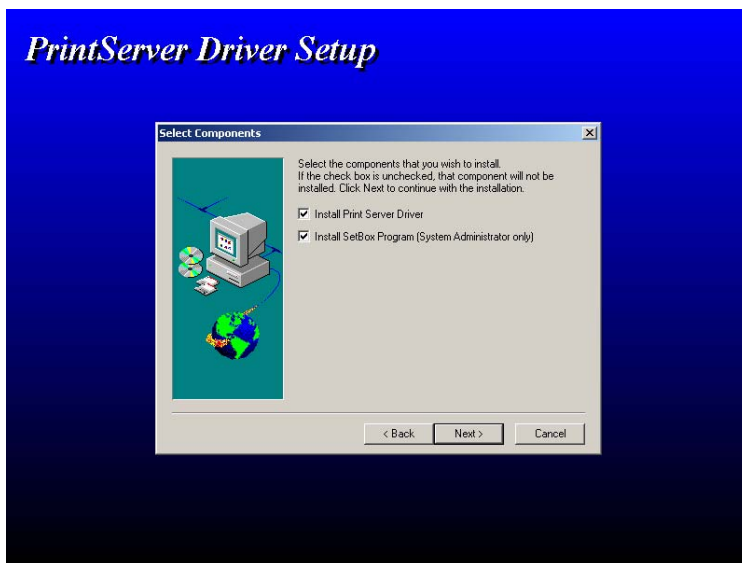 PrintServer Driver Setup
Select Components
Select the components that you wish to install.
If the check box is unchecked, that component will not be
installed. Click Next to continue with the installation.
Install Print Server Driver
Install SetBox Program (System Administrator only)
< Back Next > Cancel